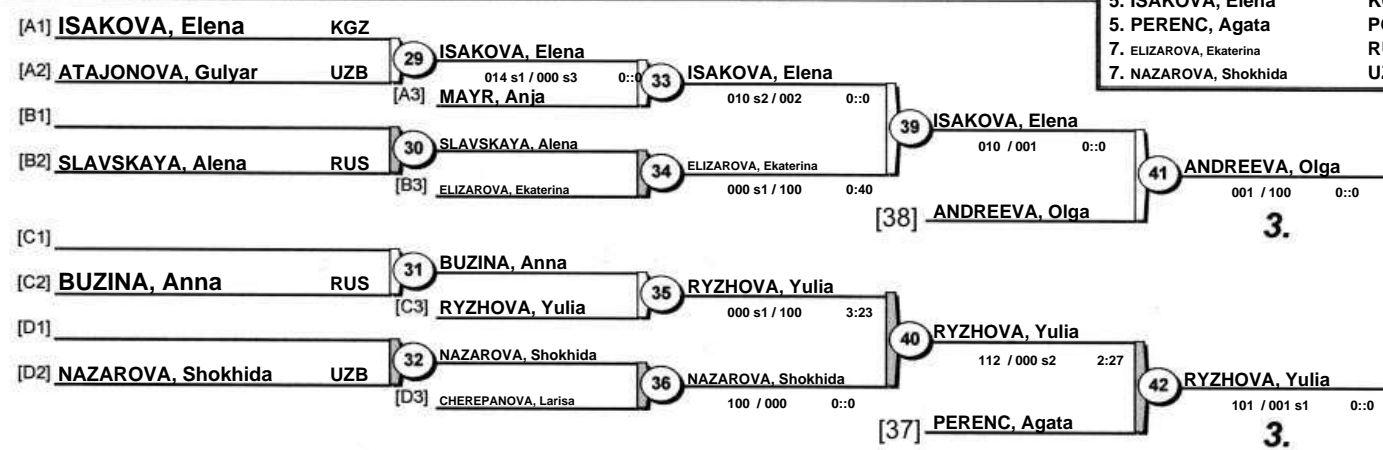 5. ISAKOVA, Elena
5. PERENC, Agata
7. ELIZAROVA, Ekaterina
7. NAZAROVA, Shokhida
[A1] ISAKOVA, Elena KGZ
29 ISAKOVA, Elena
[A2] ATAJONOVA, Gulyar UZB
014 s1 / 000 s3
33 ISAKOVA, Elena
[A3] MAYR, Anja
010 s2 / 002 0::0
[B1]
39 ISAKOVA, Elena
010 / 001 0::0
[B2] SLAVSKAYA, Alena RUS
30 SLAVSKAYA, Alena
34 ELIZAROVA, Ekaterina
[B3] ELIZAROVA, Ekaterina
000 s1 / 100 0:40
41 ANDREEVA, Olga
001 / 100 0::0
[38] ANDREEVA, Olga
3.
[C1]
31 BUZINA, Anna
[C2] BUZINA, Anna RUS
35 RYZHOVA, Yulia
[C3] RYZHOVA, Yulia
000 s1 / 100 3:23
[D1]
40 RYZHOVA, Yulia
112 / 000 s2 2:27
32 NAZAROVA, Shokhida
[D2] NAZAROVA, Shokhida UZB
36 NAZAROVA, Shokhida
[D3] CHEREPANOVA, Larisa
100 / 000 0::0
42 RYZHOVA, Yulia
101 / 001 s1 0::0
[37] PERENC, Agata
3.